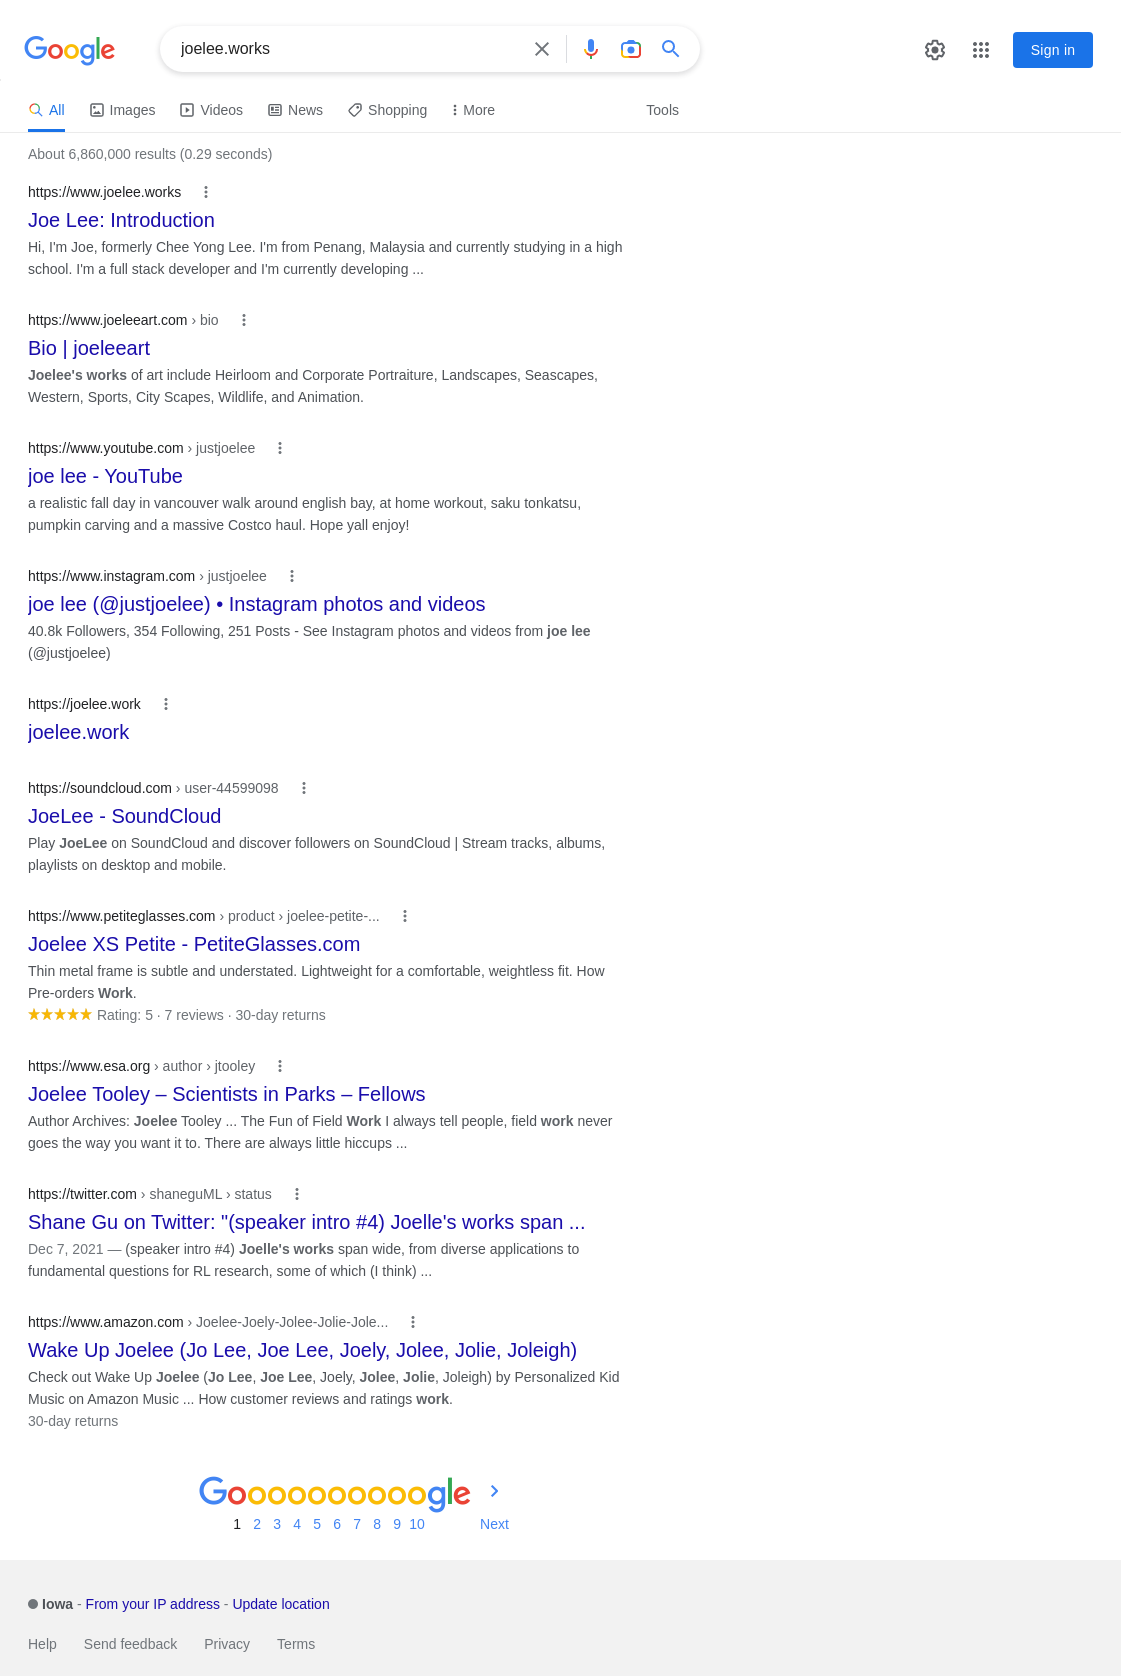 Google
joelee.works
Sign in
All
Images
Videos
News
Shopping
More
Tools
About 6,860,000 results (0.29 seconds)
https://www.joelee.works
Joe Lee: Introduction
Hi, I'm Joe, formerly Chee Yong Lee. I'm from Penang, Malaysia and currently studying in a high
school. I'm a full stack developer and I'm currently developing ...
https://www.joeleeart.com › bio
Bio | joeleeart
Joelee's works of art include Heirloom and Corporate Portraiture, Landscapes, Seascapes,
Western, Sports, City Scapes, Wildlife, and Animation.
https://www.youtube.com › justjoelee
joe lee - YouTube
a realistic fall day in vancouver walk around english bay, at home workout, saku tonkatsu,
pumpkin carving and a massive Costco haul. Hope yall enjoy!
https://www.instagram.com › justjoelee
joe lee (@justjoelee) • Instagram photos and videos
40.8k Followers, 354 Following, 251 Posts - See Instagram photos and videos from joe lee
(@justjoelee)
https://joelee.work
joelee.work
https://soundcloud.com › user-44599098
JoeLee - SoundCloud
Play JoeLee on SoundCloud and discover followers on SoundCloud | Stream tracks, albums,
playlists on desktop and mobile.
https://www.petiteglasses.com › product › joelee-petite-...
Joelee XS Petite - PetiteGlasses.com
Thin metal frame is subtle and understated. Lightweight for a comfortable, weightless fit. How
Pre-orders Work.
Rating: 5 · 7 reviews · 30-day returns
https://www.esa.org › author › jtooley
Joelee Tooley – Scientists in Parks – Fellows
Author Archives: Joelee Tooley ... The Fun of Field Work I always tell people, field work never
goes the way you want it to. There are always little hiccups ...
https://twitter.com › shaneguML › status
Shane Gu on Twitter: "(speaker intro #4) Joelle's works span ...
Dec 7, 2021 — (speaker intro #4) Joelle's works span wide, from diverse applications to
fundamental questions for RL research, some of which (I think) ...
https://www.amazon.com › Joelee-Joely-Jolee-Jolie-Jole...
Wake Up Joelee (Jo Lee, Joe Lee, Joely, Jolee, Jolie, Joleigh)
Check out Wake Up Joelee (Jo Lee, Joe Lee, Joely, Jolee, Jolie, Joleigh) by Personalized Kid
Music on Amazon Music ... How customer reviews and ratings work.
30-day returns
Goooooooooogle
1 2 3 4 5 6 7 8 9 10 Next
Iowa - From your IP address - Update location
Help Send feedback Privacy Terms